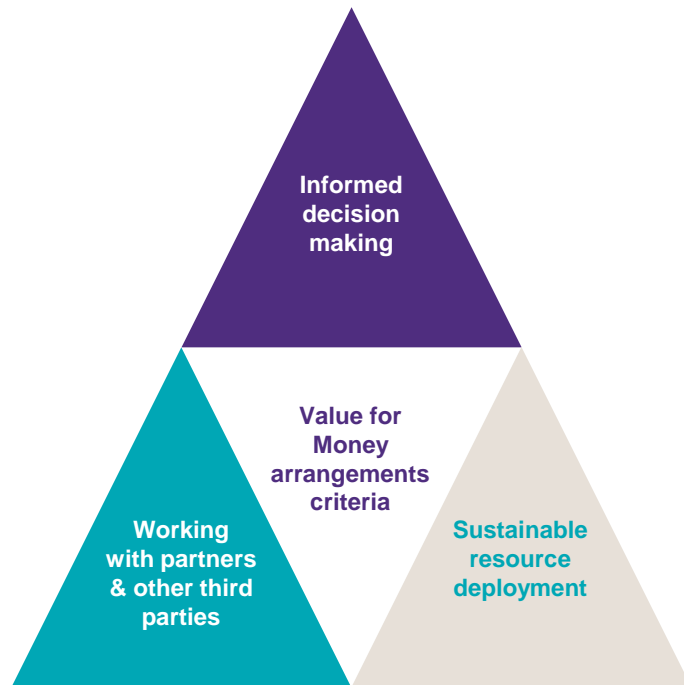 Informed
decision
making
Value for
Money
arrangements
criteria
Working
with partners
& other third
parties
Sustainable
resource
deployment